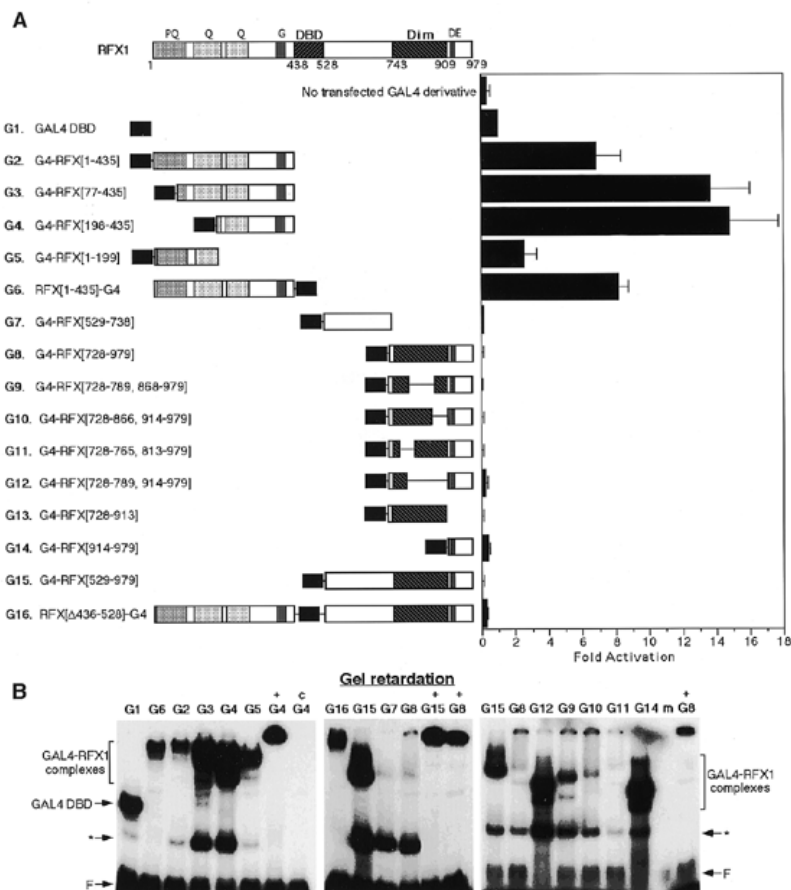 A
PQ Q Q G DBD Dim DE
RFX1
1 438 528 743 909 979
No transfected GAL4 derivative
G1. GAL4 DBD
G2. G4-RFX[1-435]
G3. G4-RFX[77-435]
G4. G4-RFX[196-435]
G5. G4-RFX[1-199]
G6. RFX[1-435]-G4
G7. G4-RFX[529-738]
G8. G4-RFX[728-979]
G9. G4-RFX[728-789, 868-979]
G10. G4-RFX[728-866, 914-979]
G11. G4-RFX[728-765, 813-979]
G12. G4-RFX[728-789, 914-979]
G13. G4-RFX[728-913]
G14. G4-RFX[914-979]
G15. G4-RFX[529-979]
G16. RFX[Δ436-528]-G4
0 2 4 6 8 10 12 14 16 18
Fold Activation
B
Gel retardation
+ c + + +
G1 G6 G2 G3 G4 G5 G4 G4 G16 G15 G7 G8 G15 G8 G15 G8 G12 G9 G10 G11 G14 m G8
GAL4-RFX1 complexes
GAL4-RFX1 complexes
GAL4 DBD
* *
F F